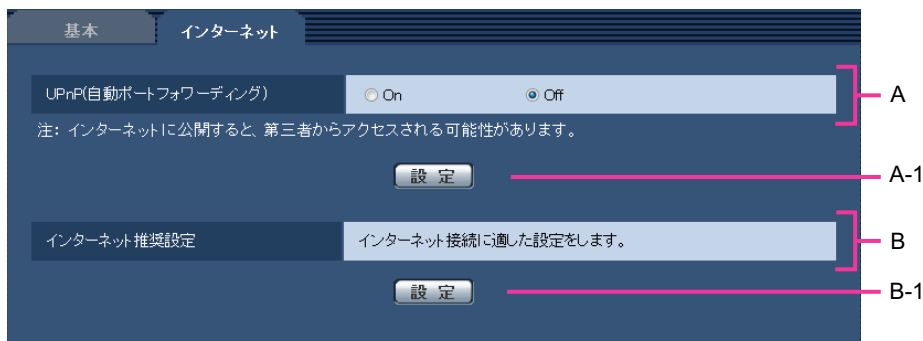 基本 インターネット
UPnP(自動ポートフォワーディング) On Off A
注: インターネットに公開すると、第三者からアクセスされる可能性があります。
設 定 A-1
インターネット推奨設定 インターネット接続に適した設定をします。 B
設 定 B-1